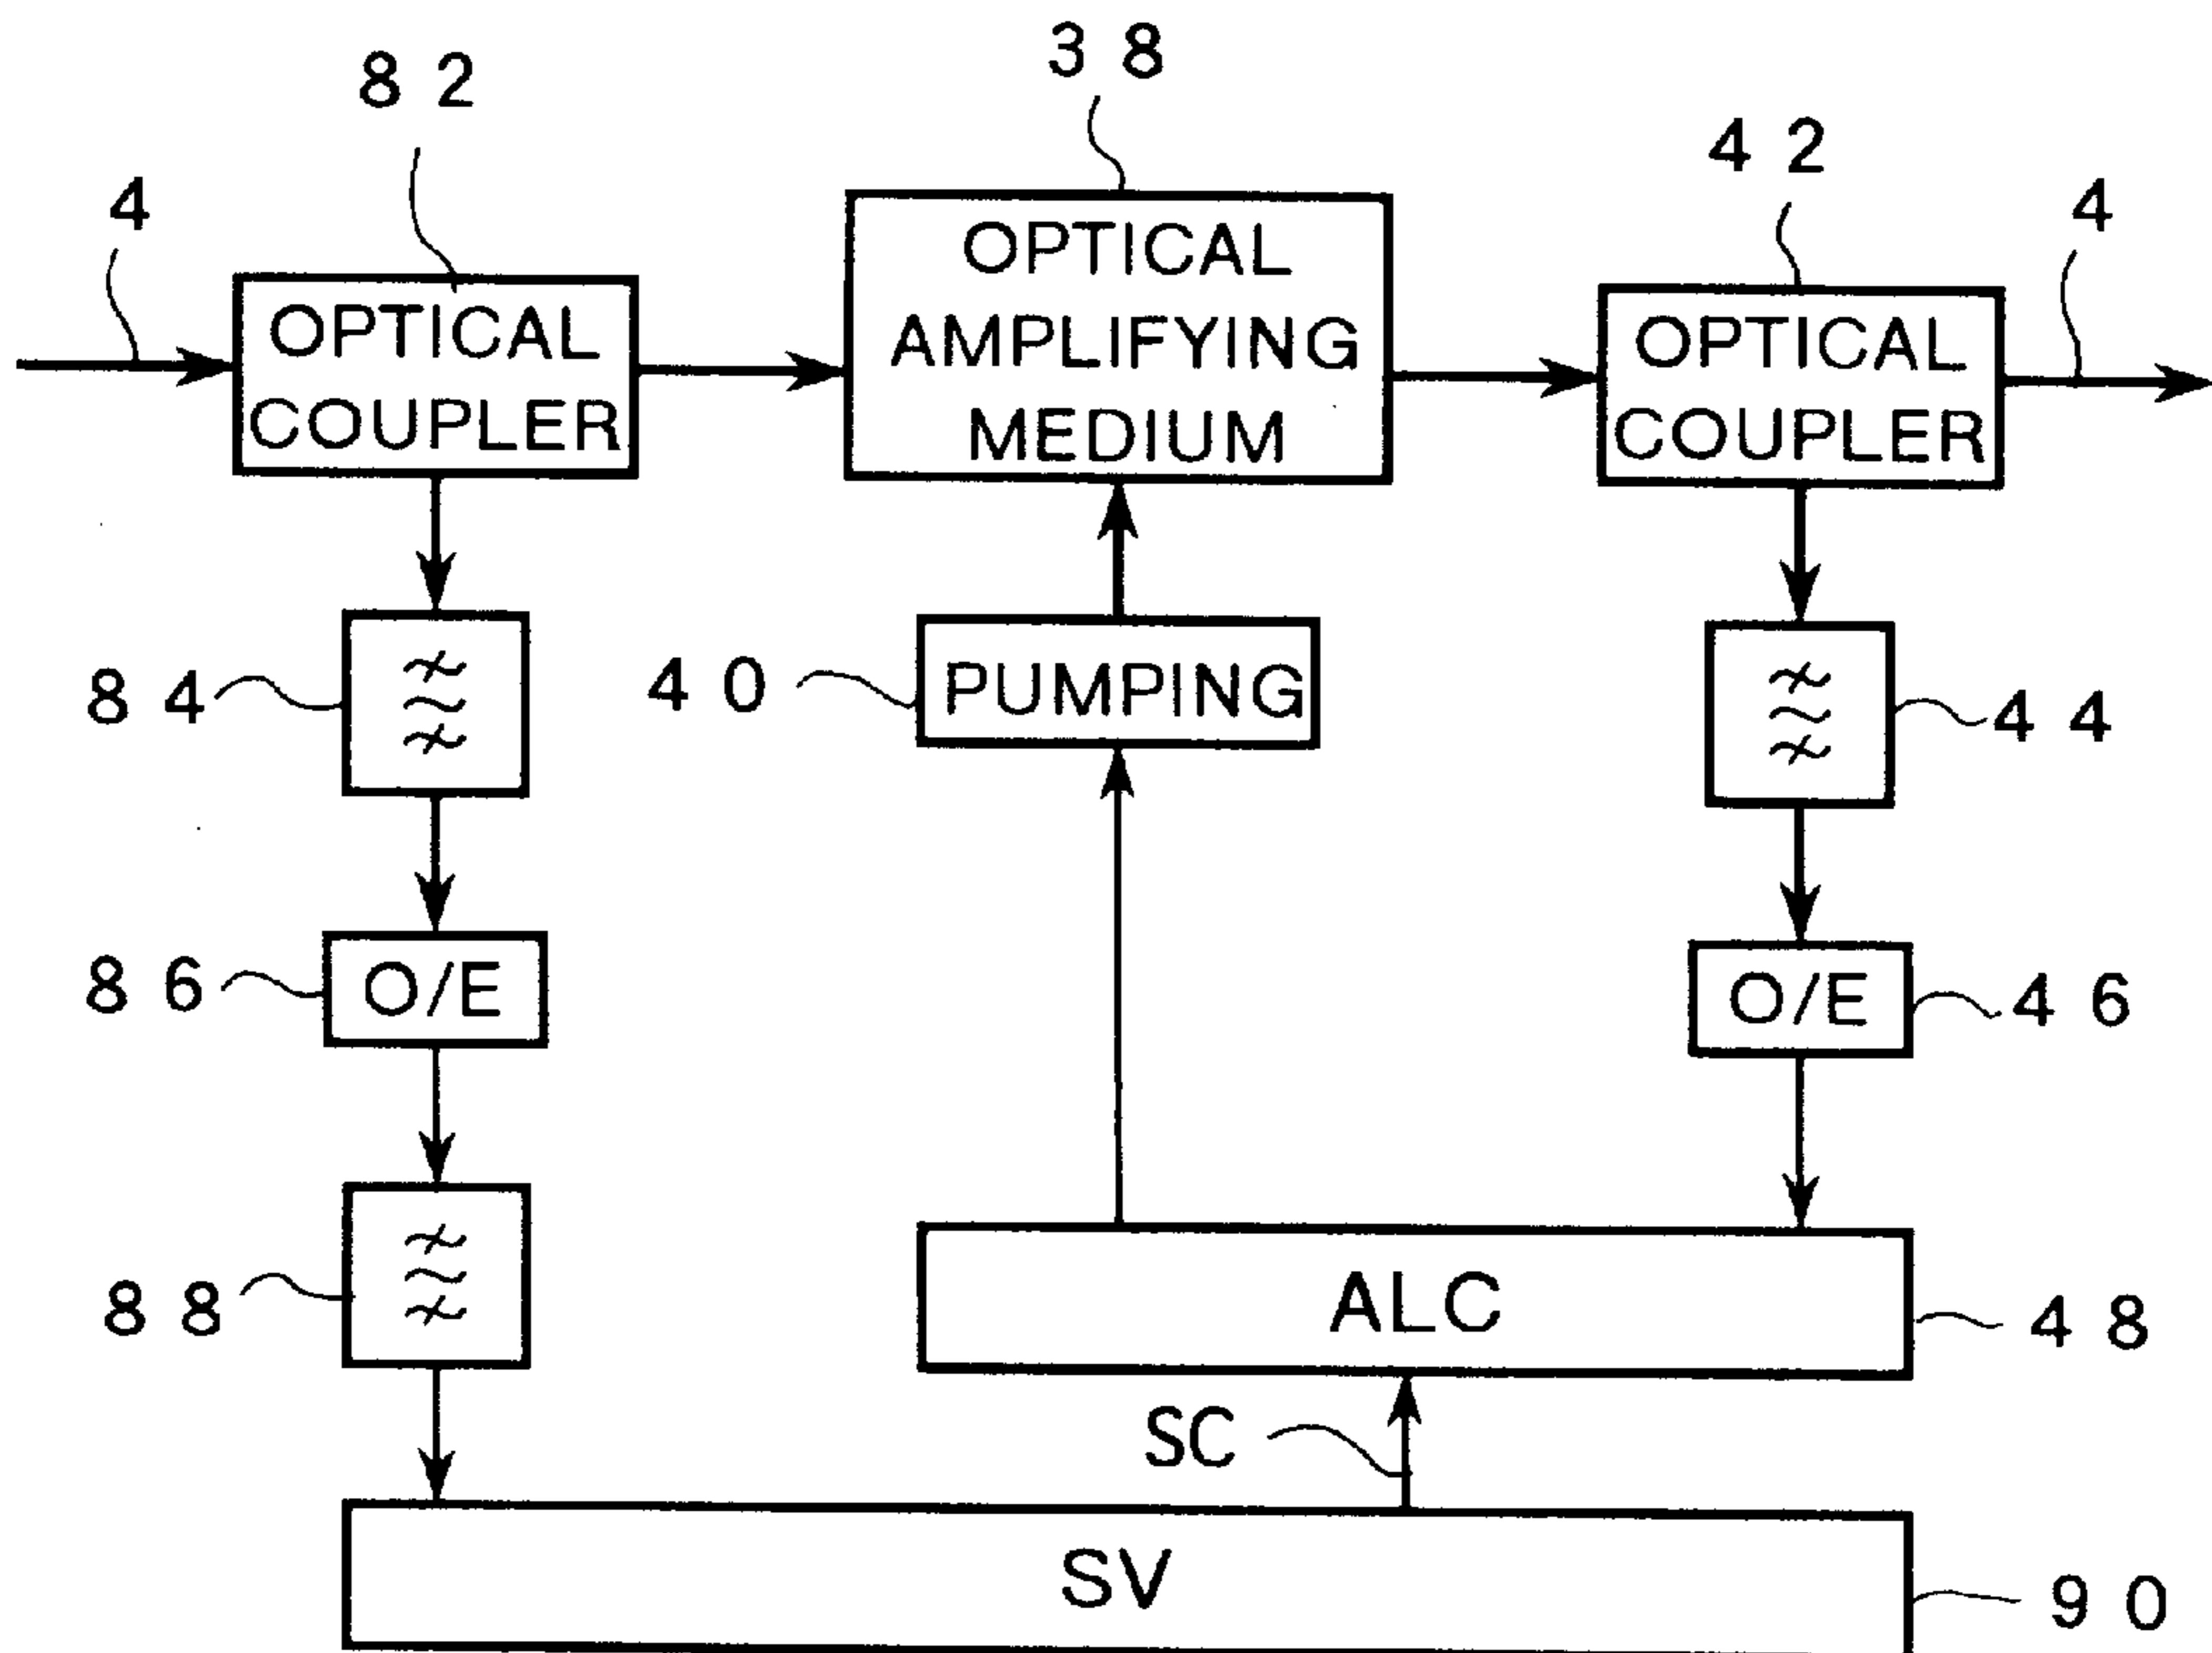 3 8
8 2
4 2
4
4
OPTICAL
COUPLER
OPTICAL
AMPLIFYING
MEDIUM
OPTICAL
COUPLER
8 4
4 0
PUMPING
4 4
8 6
O/E
O/E
4 6
8 8
ALC
4 8
SC
SV
9 0